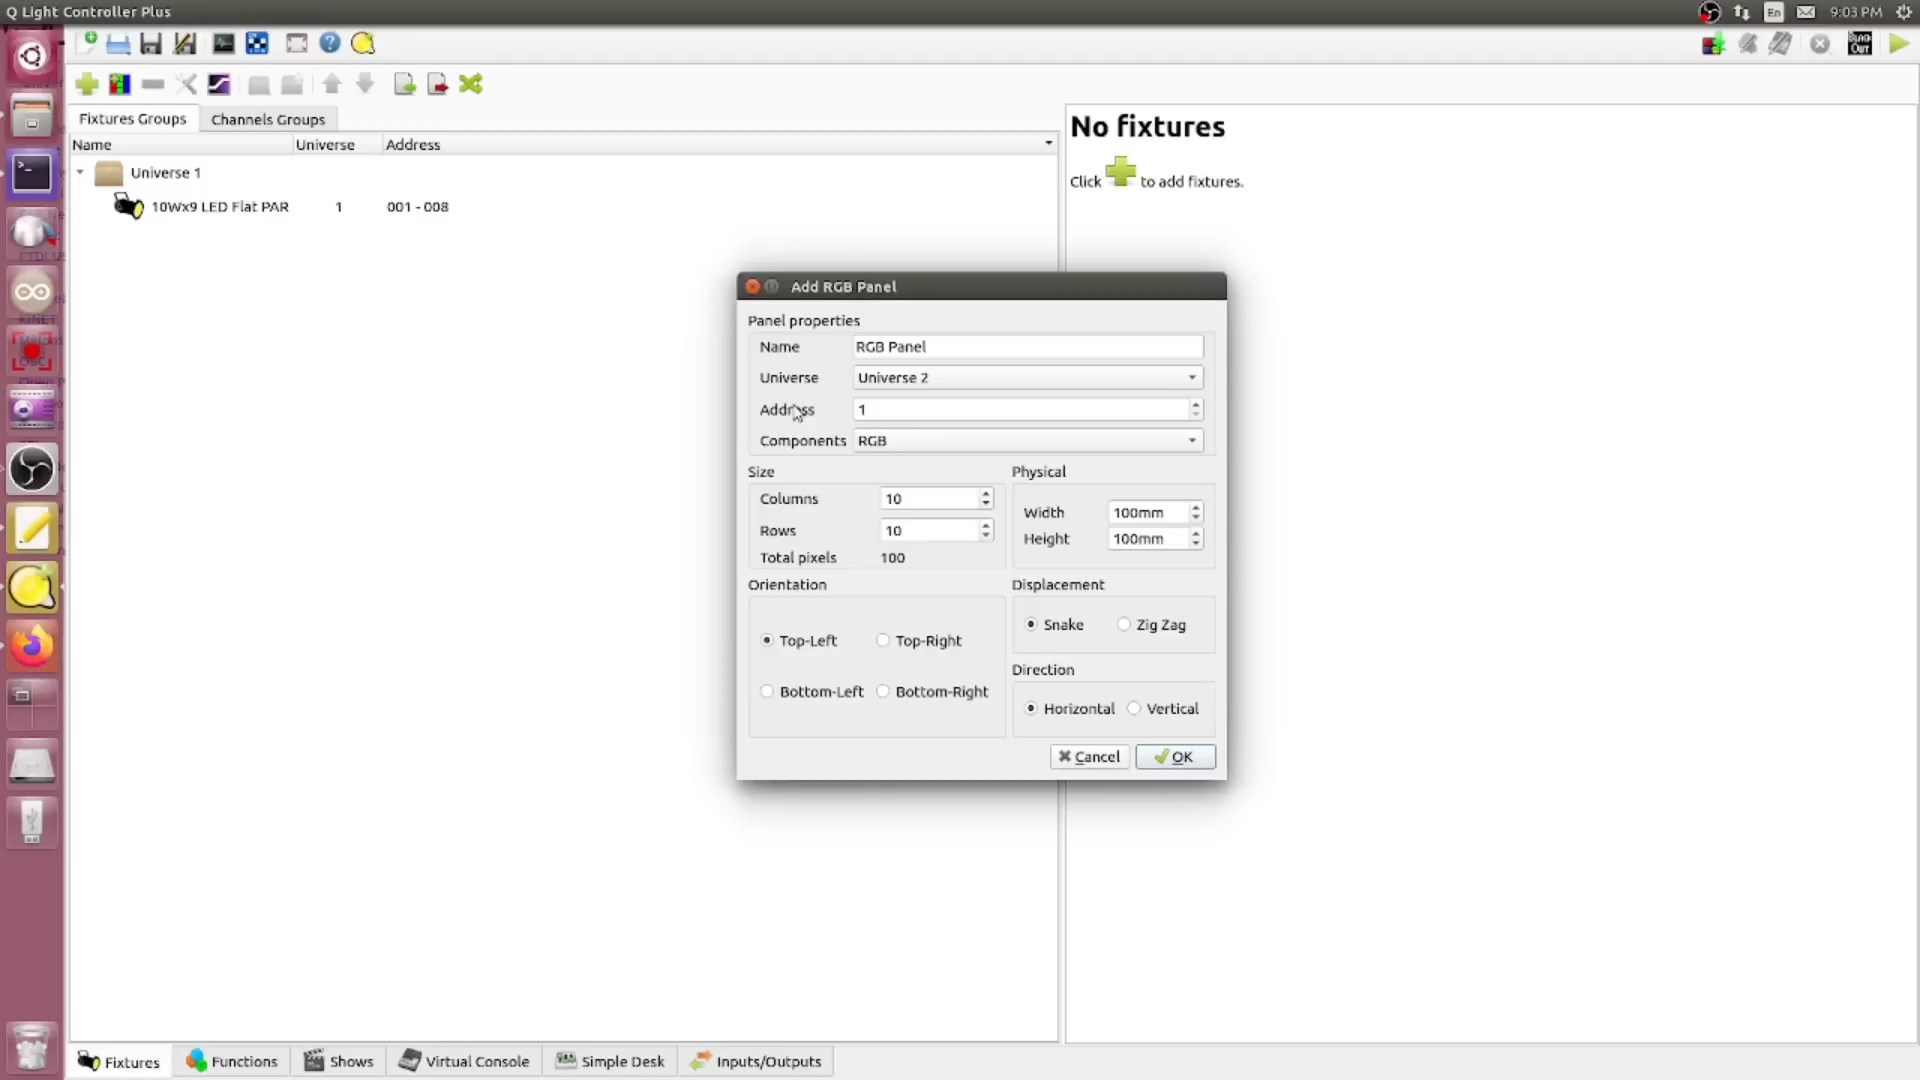 Q Light Controller Plus
En
9:03 PM
BLACK
OUT
Fixtures Groups
Channels Groups
Name
Universe
Address
Universe 1
10Wx9 LED Flat PAR
1
001 - 008
No fixtures
Click to add fixtures.
Add RGB Panel
Panel properties
Name
RGB Panel
Universe
Universe 2
Address
1
Components
RGB
Size
Columns
10
Rows
10
Total pixels
100
Physical
Width
100mm
Height
100mm
Orientation
Top-Left
Top-Right
Bottom-Left
Bottom-Right
Displacement
Snake
Zig Zag
Direction
Horizontal
Vertical
Cancel
OK
Fixtures
Functions
Shows
Virtual Console
Simple Desk
Inputs/Outputs